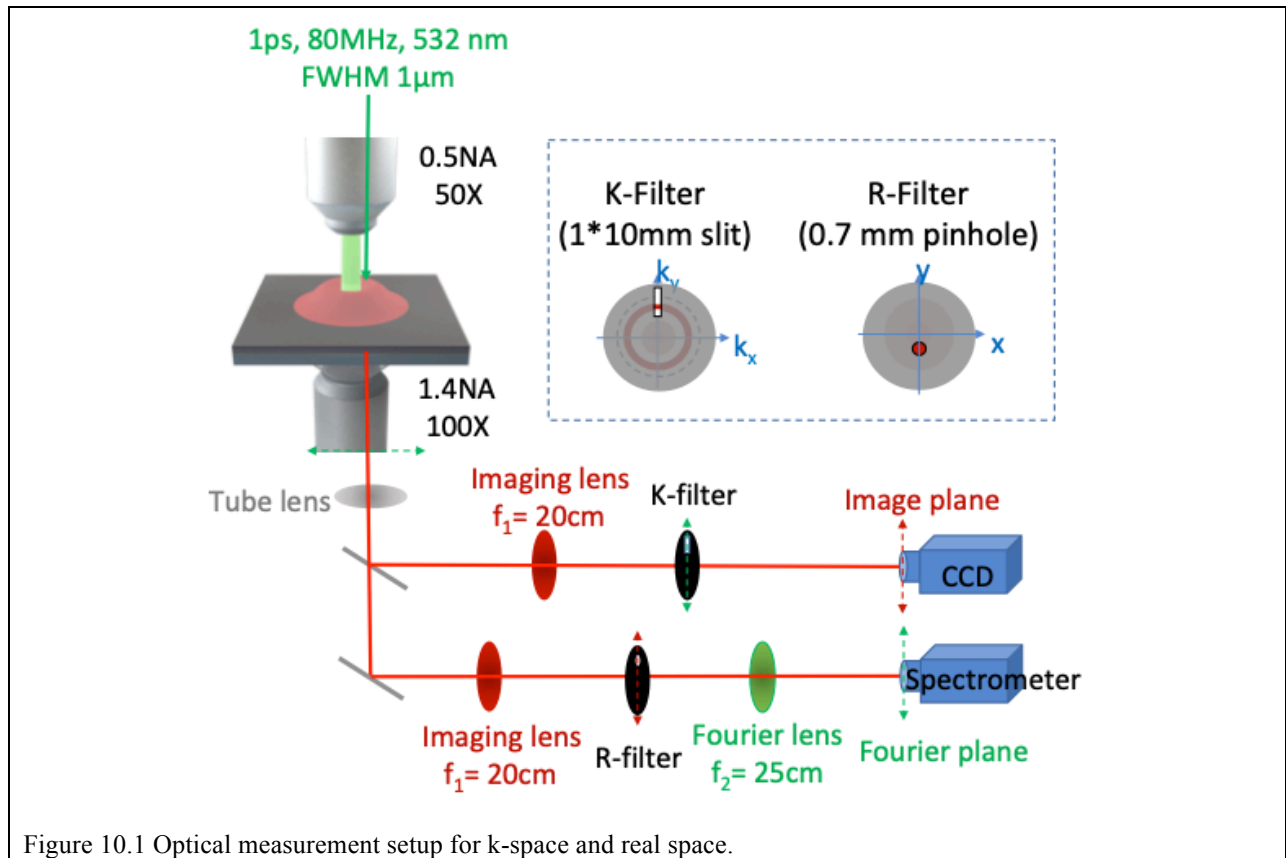 1ps, 80MHz, 532 nm
FWHM 1µm
0.5NA
50X
K-Filter
(1*10mm slit)
R-Filter
(0.7 mm pinhole)
k_y
k_x
y
x
1.4NA
100X
Tube lens
Imaging lens
f₁= 20cm
K-filter
Image plane
CCD
Spectrometer
Imaging lens
f₁= 20cm
R-filter
Fourier lens
f₂= 25cm
Fourier plane
Figure 10.1 Optical measurement setup for k-space and real space.